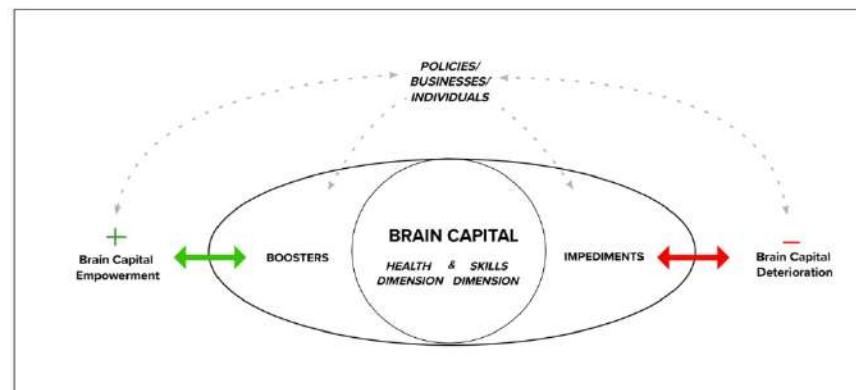 POLICIES/
BUSINESSES/
INDIVIDUALS
+
Brain Capital
Empowerment
BOOSTERS
BRAIN CAPITAL
HEALTH & SKILLS
DIMENSION DIMENSION
IMPEDIMENTS
−
Brain Capital
Deterioration